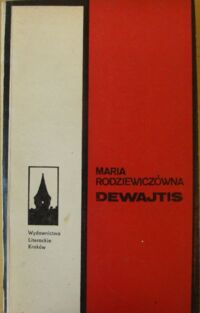 MARIA
RODZIEWICZÓWNA
DEWAJTIS
Wydawnictwo
Literackie
Kraków